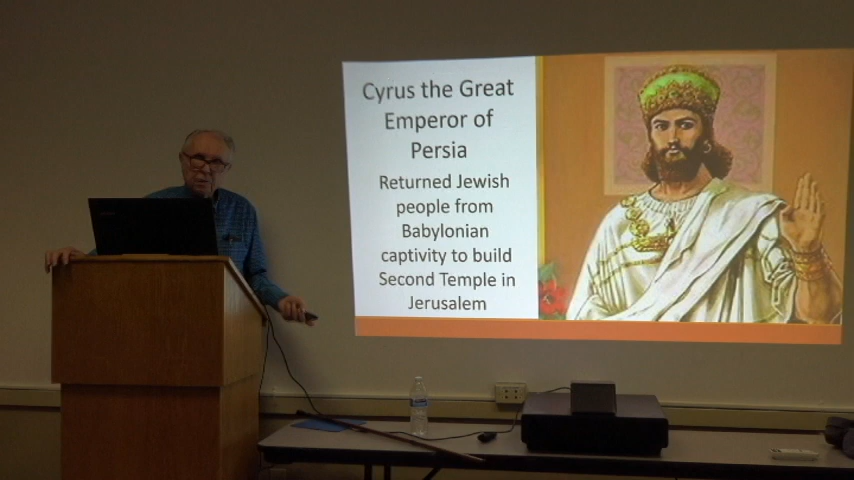 Cyrus the Great
Emperor of
Persia
Returned Jewish
people from
Babylonian
captivity to build
Second Temple in
Jerusalem